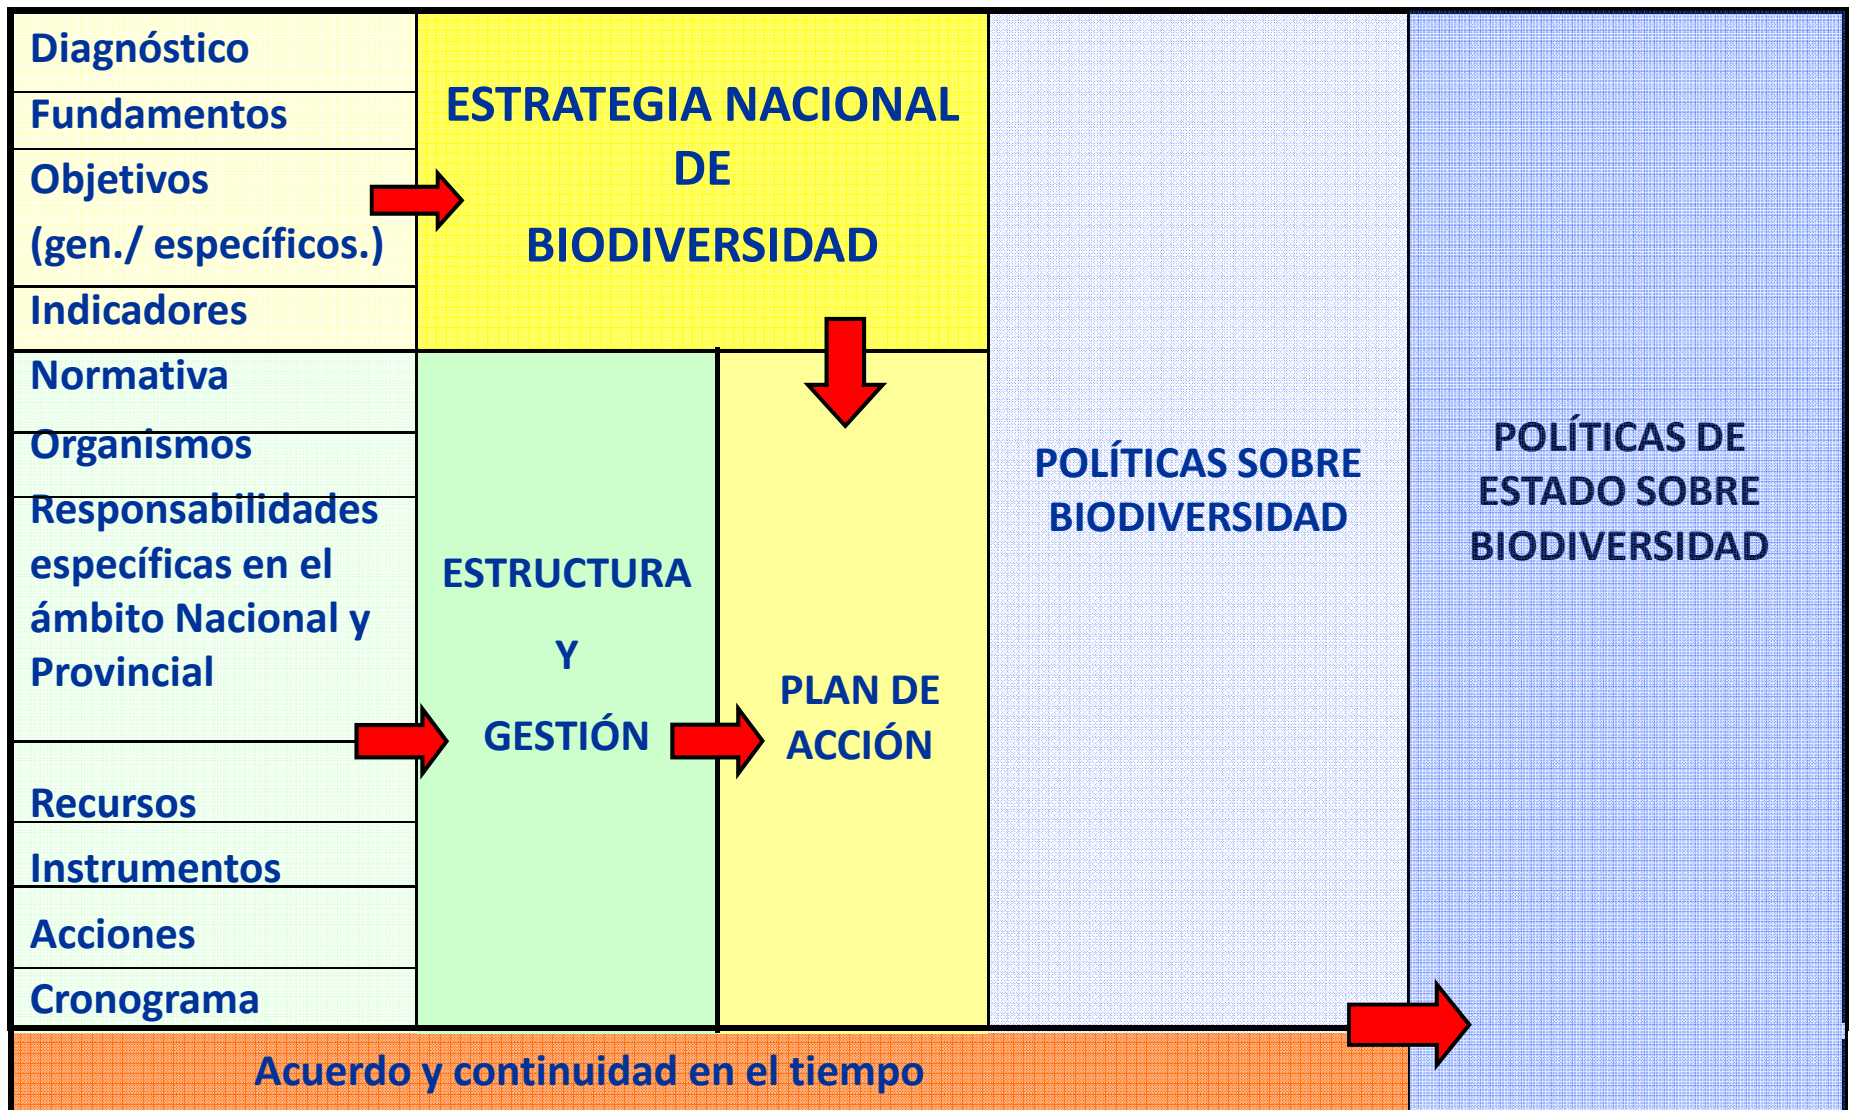 Diagnóstico
Fundamentos
Objetivos
(gen./ específicos.)
Indicadores
Normativa
Organismos
Responsabilidades
específicas en el
ámbito Nacional y
Provincial
Recursos
Instrumentos
Acciones
Cronograma
ESTRATEGIA NACIONAL
DE
BIODIVERSIDAD
ESTRUCTURA
Y
GESTIÓN
PLAN DE
ACCIÓN
POLÍTICAS SOBRE
BIODIVERSIDAD
POLÍTICAS DE
ESTADO SOBRE
BIODIVERSIDAD
Acuerdo y continuidad en el tiempo